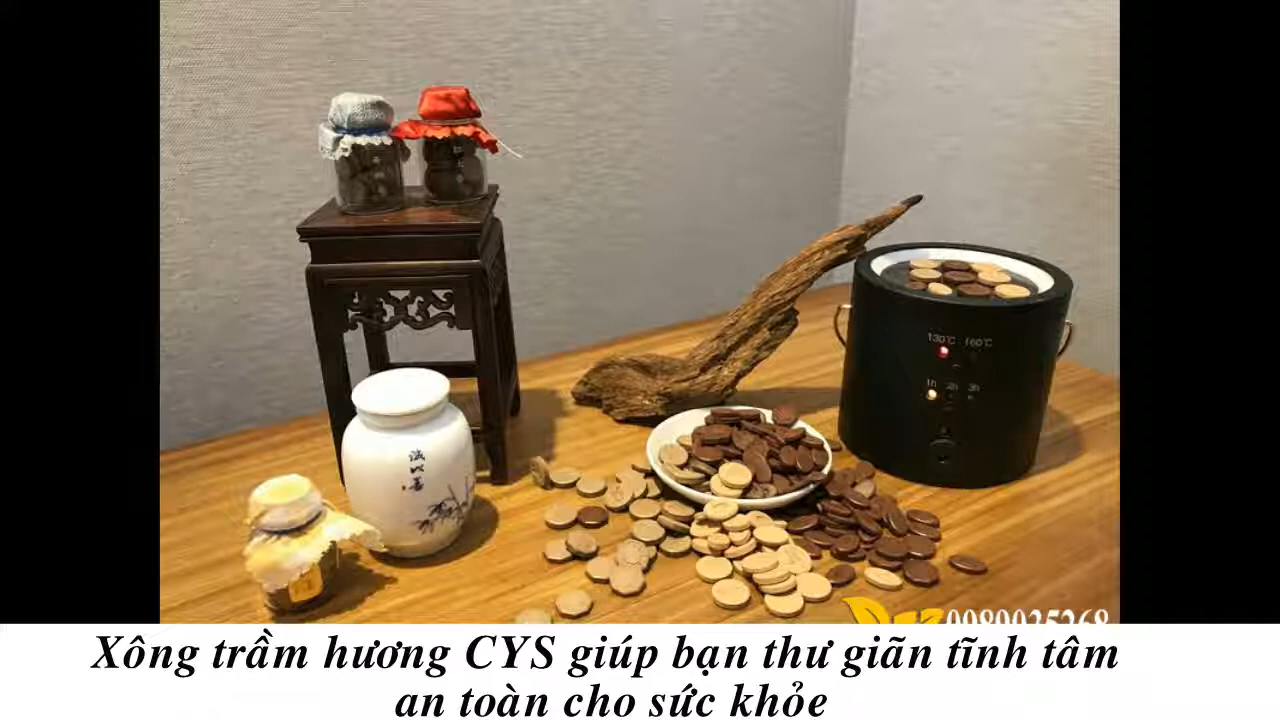 130℃ 160℃
1h 2h 3h
0989025268
Xông trầm hương CYS giúp bạn thư giãn tĩnh tâm
an toàn cho sức khỏe